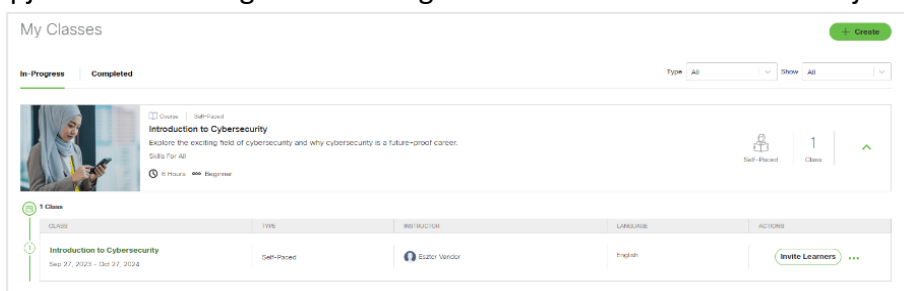 My Classes
+ Create
In-Progress Completed
Type All Show All
Course Self-Paced
Introduction to Cybersecurity
Explore the exciting field of cybersecurity and why cybersecurity is a future-proof career.
Skills For All
6 Hours Beginner
Self-Paced
1
Class
1 Class
CLASS TYPE INSTRUCTOR LANGUAGE ACTIONS
1
Introduction to Cybersecurity
Sep 27, 2023 - Oct 27, 2024
Self-Paced
Eszter Vandor
English
Invite Learners